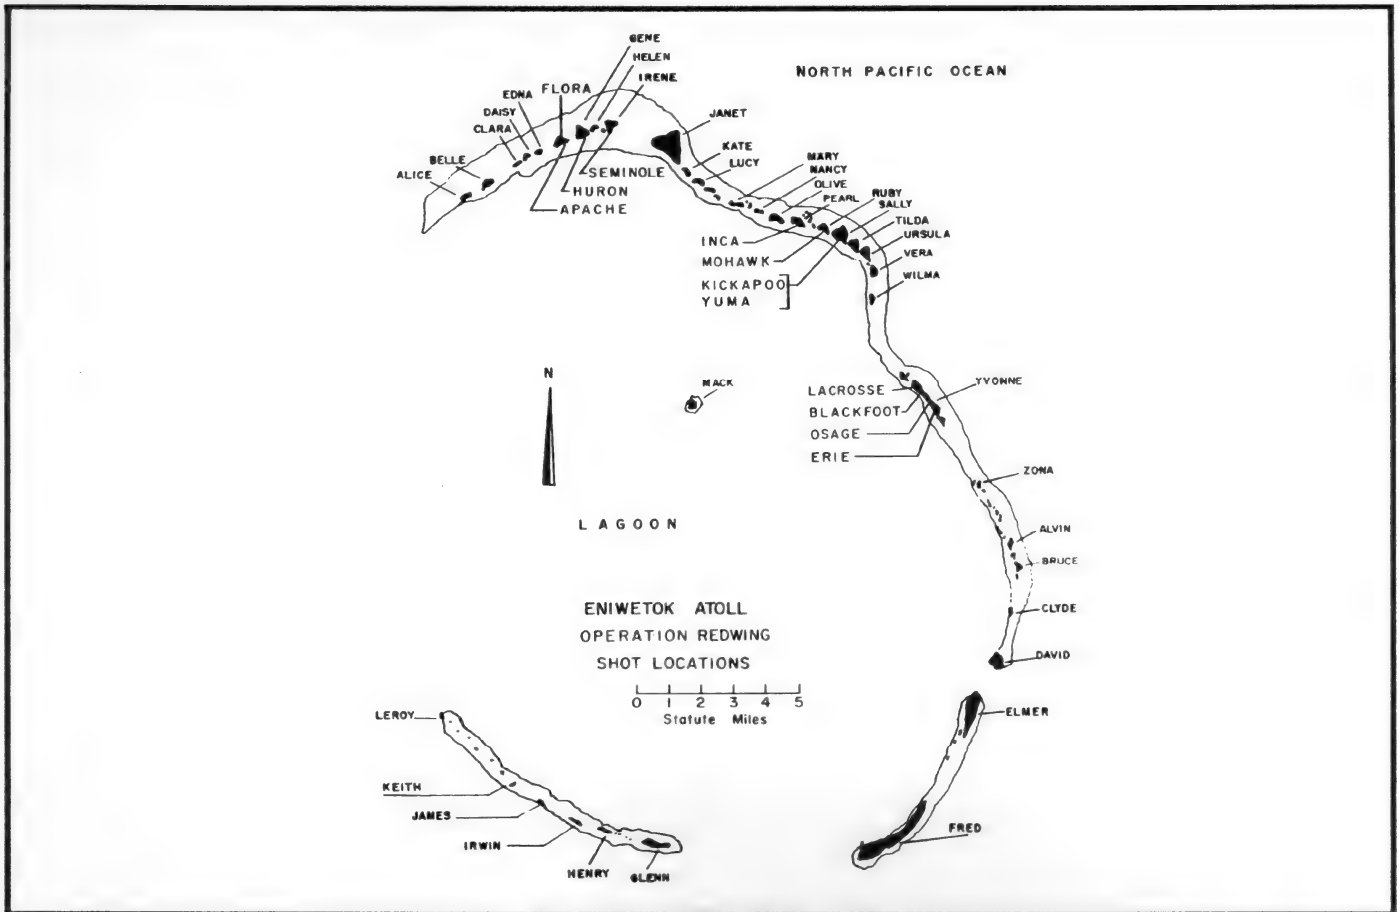 GENE
HELEN
IRENE
NORTH PACIFIC OCEAN
FLORA
EDNA
DAISY
CLARA
BELLE
ALICE
JANET
KATE
LUCY
SEMINOLE
HURON
APACHE
MARY
NANCY
OLIVE
PEARL
RUBY
SALLY
TILDA
URSULA
VERA
WILMA
INCA
MOHAWK
KICKAPOO
YUMA
N
MACK
LACROSSE
BLACKFOOT
OSAGE
ERIE
YVONNE
ZONA
LAGOON
ALVIN
BRUCE
CLYDE
DAVID
ENIWETOK ATOLL
OPERATION REDWING
SHOT LOCATIONS
0 1 2 3 4 5
Statute Miles
LEROY
KEITH
JAMES
IRWIN
HENRY
GLENN
ELMER
FRED